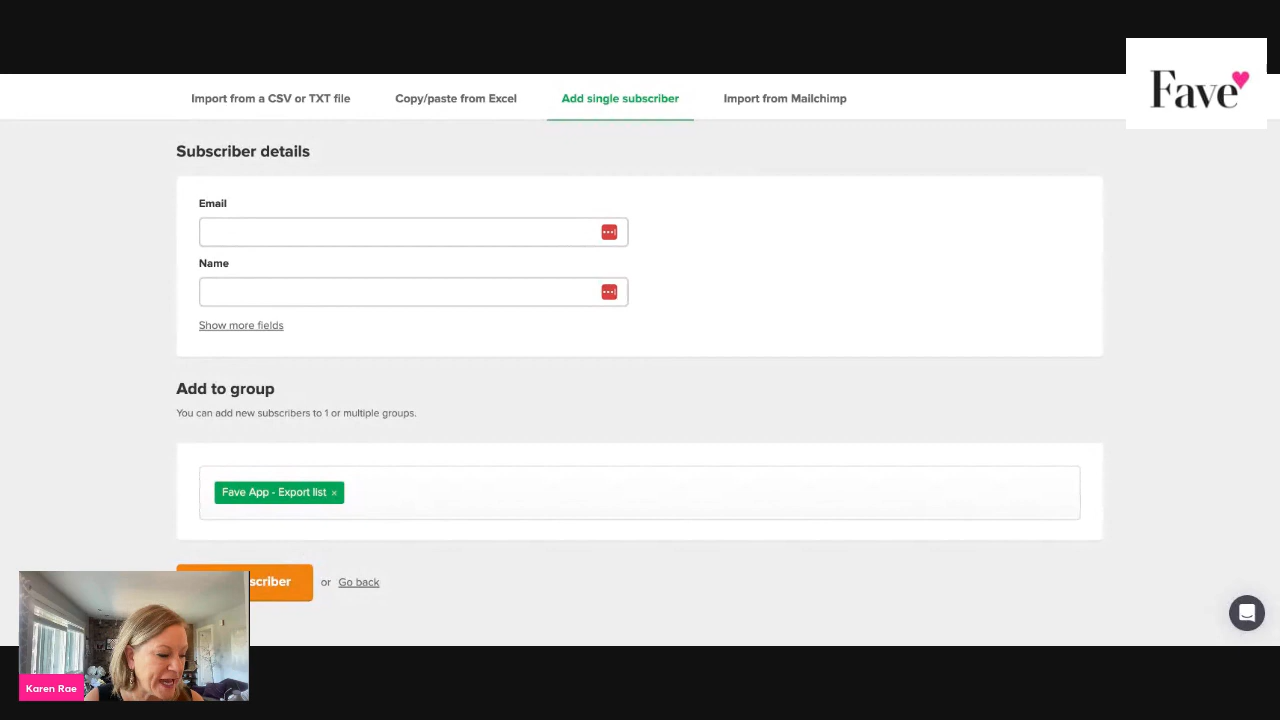 Import from a CSV or TXT file
Copy/paste from Excel
Add single subscriber
Import from Mailchimp
Fave
Subscriber details
Email
Name
Show more fields
Add to group
You can add new subscribers to 1 or multiple groups.
Fave App - Export list ×
scriber
or
Go back
Karen Rae